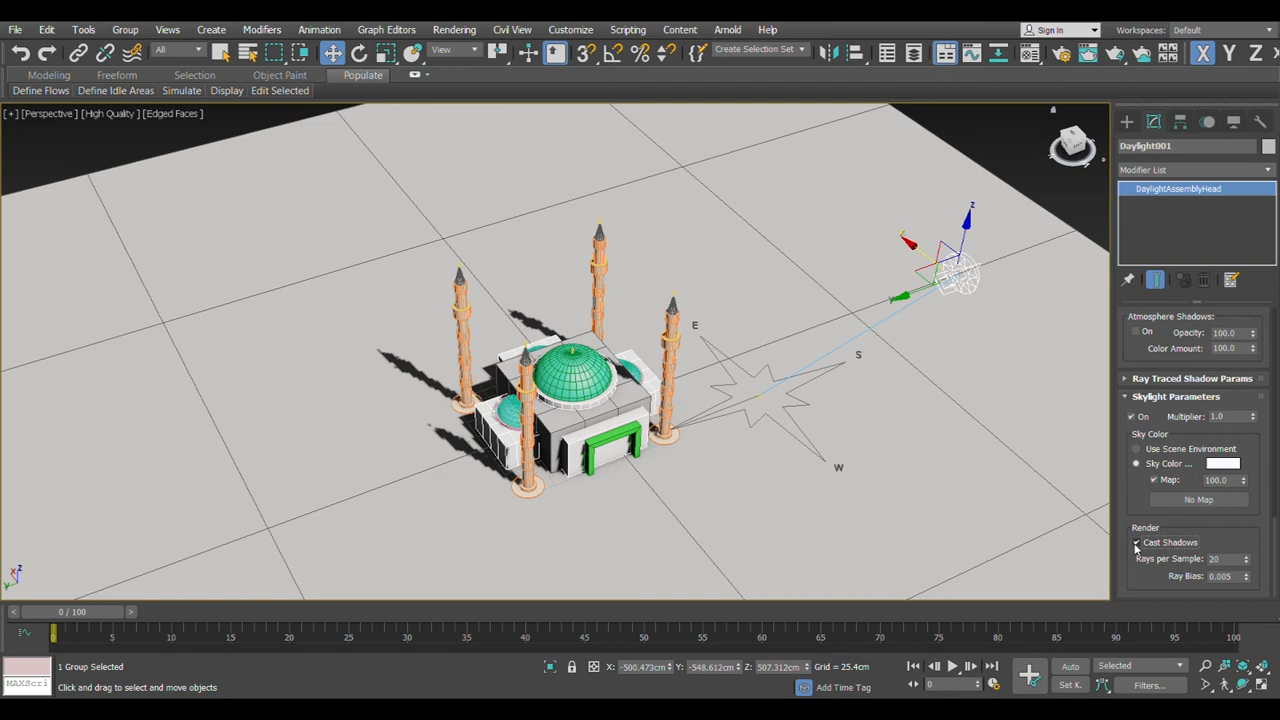 File Edit Tools Group Views Create Modifiers Animation Graph Editors Rendering Civil View Customize Scripting Content Arnold Help Sign In Workspaces: Default
All View Create Selection Set X Y Z
Modeling Freeform Selection Object Paint Populate
Define Flows Define Idle Areas Simulate Display Edit Selected
[+] [Perspective] [High Quality] [Edged Faces]
Daylight001
Modifier List
DaylightAssemblyHead
z
E
S
W
Atmosphere Shadows:
On Opacity: 100.0
Color Amount: 100.0
Ray Traced Shadow Params
Skylight Parameters
On Multiplier: 1.0
Sky Color
Use Scene Environment
Sky Color ...
Map: 100.0
No Map
Render
Cast Shadows
Rays per Sample: 20
Ray Bias: 0.005
z
x
y
< 0 / 100 >
0 5 10 15 20 25 30 35 40 45 50 55 60 65 70 75 80 85 90 95 100
1 Group Selected X: -500.473cm Y: -548.612cm Z: 507.312cm Grid = 25.4cm Auto Selected
MAXScri Click and drag to select and move objects Add Time Tag 0 Set K. Filters...